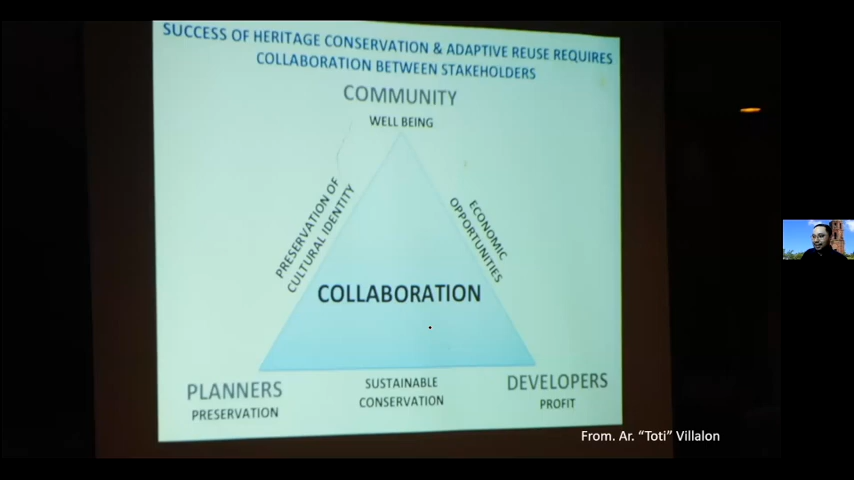 SUCCESS OF HERITAGE CONSERVATION & ADAPTIVE REUSE REQUIRES
COLLABORATION BETWEEN STAKEHOLDERS
COMMUNITY
WELL BEING
PRESERVATION OF
CULTURAL IDENTITY
ECONOMIC
OPPORTUNITIES
COLLABORATION
PLANNERS
PRESERVATION
SUSTAINABLE
CONSERVATION
DEVELOPERS
PROFIT
From. Ar. “Toti” Villalon